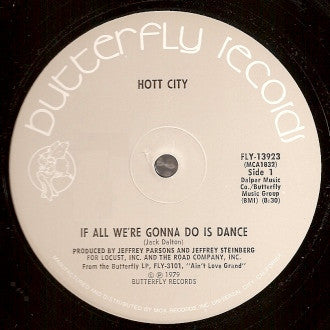 butterfly records
HOTT CITY
FLY-13923
(MCA1832)
Side 1
Dalpar Music
Co./Butterfly
Music Group
(BMI) (8:30)
IF ALL WE'RE GONNA DO IS DANCE
(Jack Dalton)
PRODUCED BY JEFFREY PARSONS AND JEFFREY STEINBERG
FOR LOCUST, INC. AND THE ROAD COMPANY, INC.
From the Butterfly LP, FLY-3101, "Ain't Love Grand"
© ℗ 1979
BUTTERFLY RECORDS